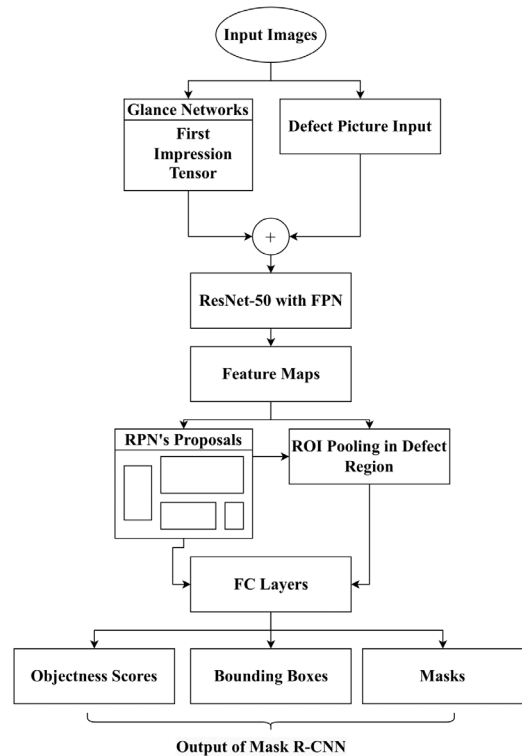 Input Images
Glance Networks
First
Impression
Tensor
Defect Picture Input
+
ResNet-50 with FPN
Feature Maps
RPN's Proposals
ROI Pooling in Defect
Region
FC Layers
Objectness Scores
Bounding Boxes
Masks
Output of Mask R-CNN